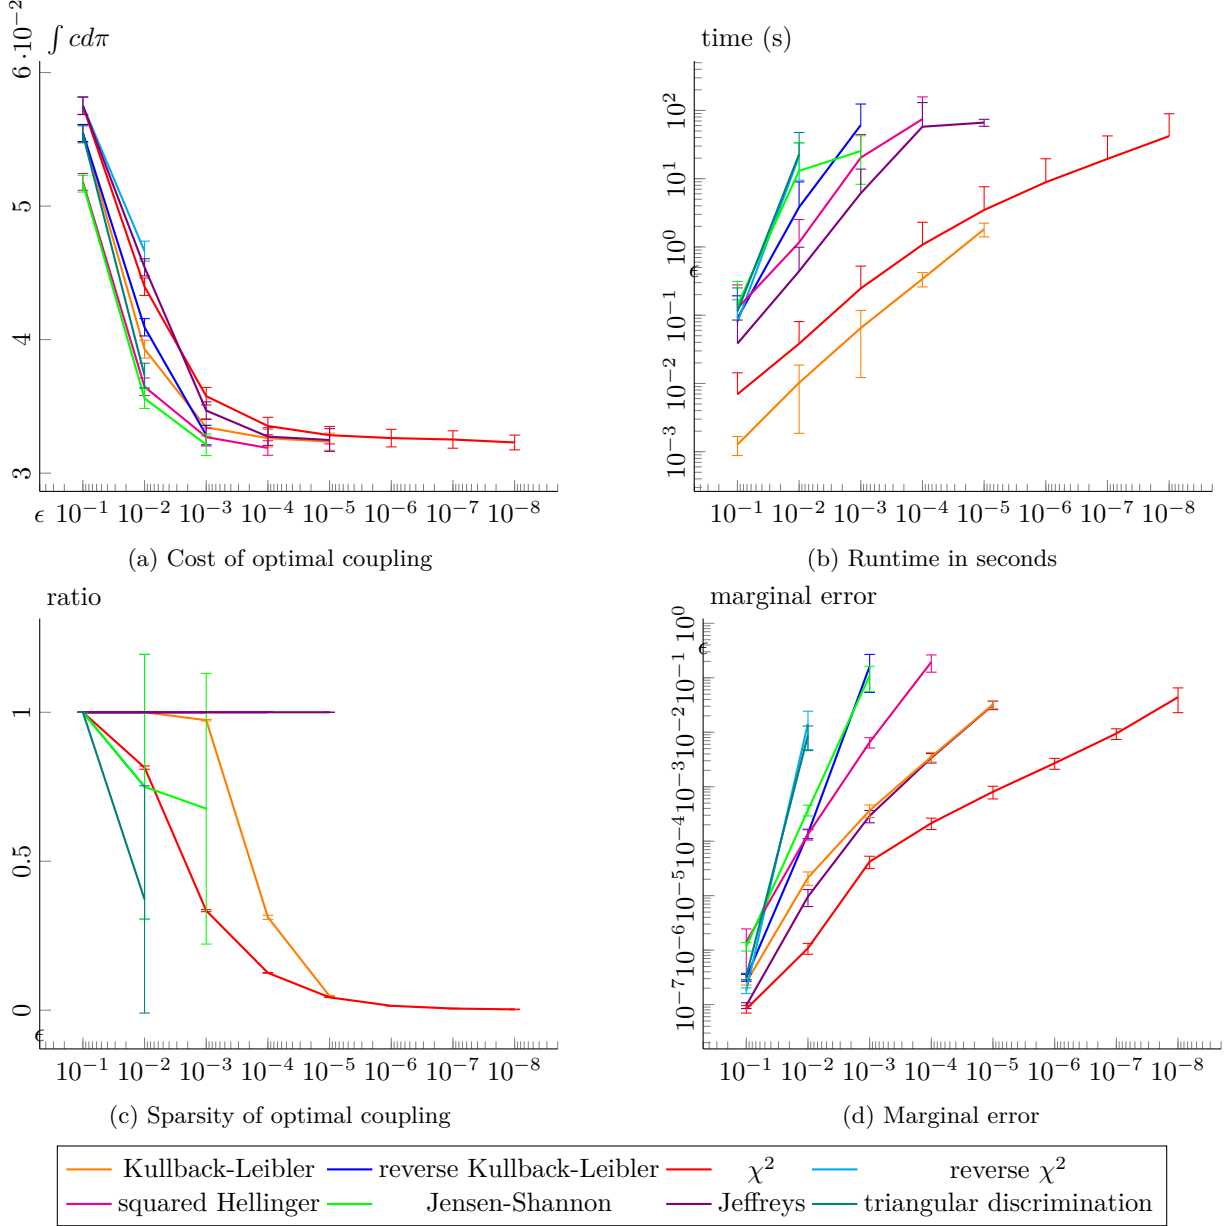 ∫ cdπ
·10⁻²
6
5
4
3
ϵ 10⁻¹ 10⁻² 10⁻³ 10⁻⁴ 10⁻⁵ 10⁻⁶ 10⁻⁷ 10⁻⁸
(a) Cost of optimal coupling
time (s)
10²
10¹
10⁰
ϵ
10⁻¹
10⁻²
10⁻³
10⁻¹ 10⁻² 10⁻³ 10⁻⁴ 10⁻⁵ 10⁻⁶ 10⁻⁷ 10⁻⁸
(b) Runtime in seconds
ratio
1
0.5
0
ϵ
10⁻¹ 10⁻² 10⁻³ 10⁻⁴ 10⁻⁵ 10⁻⁶ 10⁻⁷ 10⁻⁸
(c) Sparsity of optimal coupling
marginal error
10⁰
ϵ
10⁻¹
10⁻²
10⁻³
10⁻⁴
10⁻⁵
10⁻⁶
10⁻⁷
10⁻¹ 10⁻² 10⁻³ 10⁻⁴ 10⁻⁵ 10⁻⁶ 10⁻⁷ 10⁻⁸
(d) Marginal error
Kullback-Leibler reverse Kullback-Leibler χ² reverse χ²
squared Hellinger Jensen-Shannon Jeffreys triangular discrimination